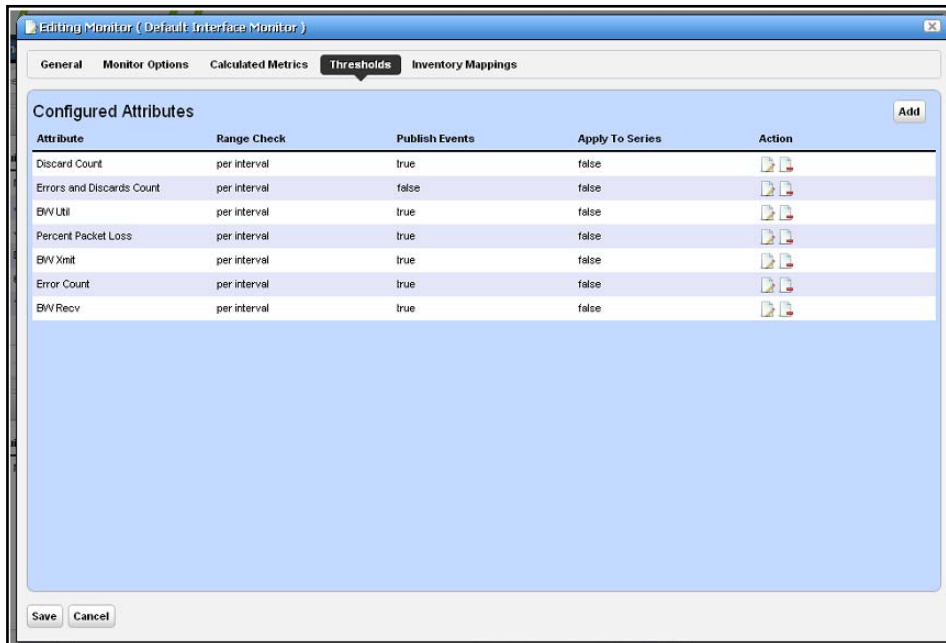 Editing Monitor ( Default Interface Monitor )
General Monitor Options Calculated Metrics Thresholds Inventory Mappings
Configured Attributes Add
Attribute Range Check Publish Events Apply To Series Action
Discard Count per interval true false
Errors and Discards Count per interval false false
BW Util per interval true false
Percent Packet Loss per interval true false
BW Xmit per interval true false
Error Count per interval true false
BW Recv per interval true false
Save Cancel